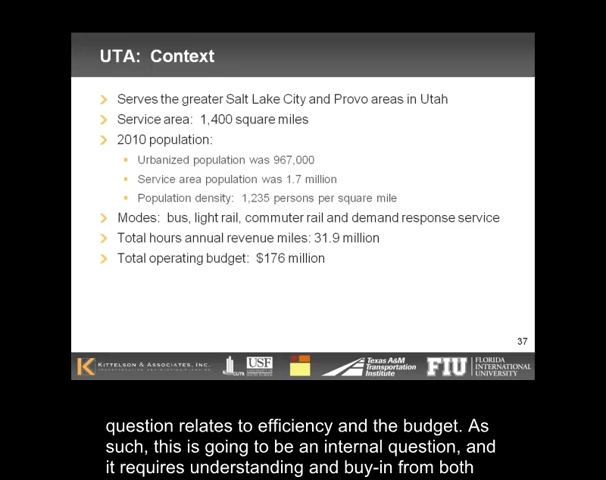 UTA: Context
Serves the greater Salt Lake City and Provo areas in Utah
Service area: 1,400 square miles
2010 population:
Urbanized population was 967,000
Service area population was 1.7 million
Population density: 1,235 persons per square mile
Modes: bus, light rail, commuter rail and demand response service
Total hours annual revenue miles: 31.9 million
Total operating budget: $176 million
37
KITTELSON & ASSOCIATES, INC.
CUTR
USF
Texas A&M
Transportation
Institute
FIU
FLORIDA
INTERNATIONAL
UNIVERSITY
question relates to efficiency and the budget. As
such, this is going to be an internal question, and
it requires understanding and buy-in from both